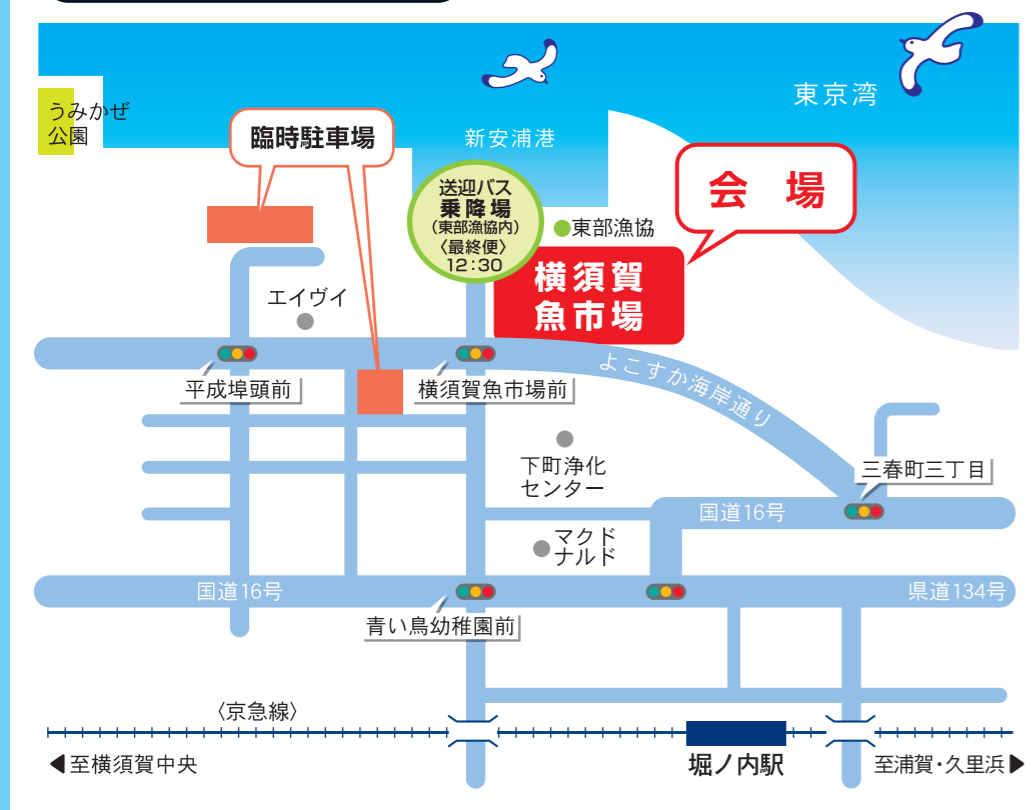 東京湾
うみかぜ
公園
臨時駐車場
新安浦港
会 場
送迎バス
乗降場
(東部漁協内)
〈最終便〉
12:30
東部漁協
横須賀
魚市場
エイヴイ
平成埠頭前
横須賀魚市場前
よこすか海岸通り
下町浄化
センター
三春町三丁目
国道16号
マクド
ナルド
国道16号
県道134号
青い鳥幼稚園前
〈京急線〉
◀至横須賀中央
堀ノ内駅
至浦賀・久里浜▶